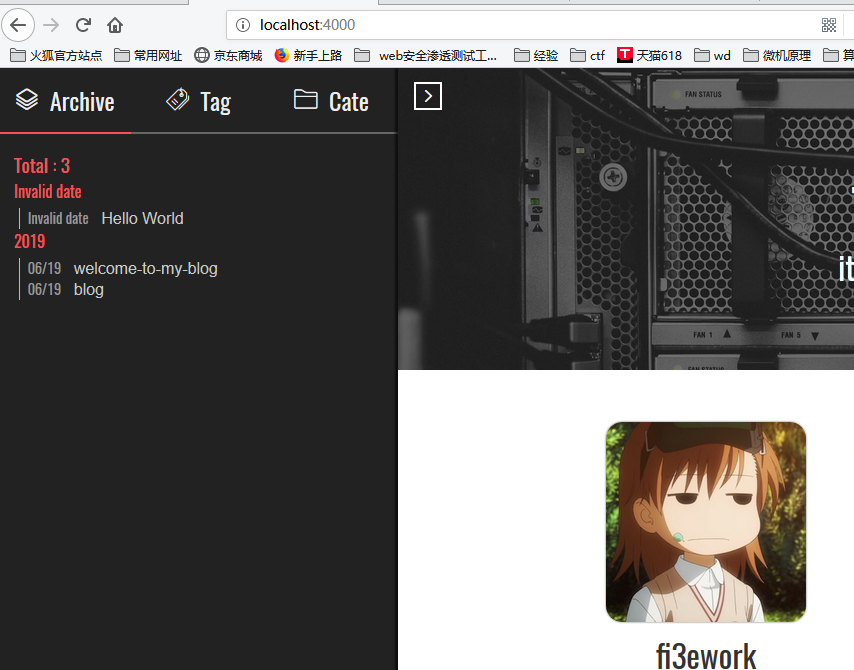 localhost:4000
火狐官方站点 常用网址 京东商城 新手上路 web安全渗透测试工... 经验 ctf 天猫618 wd 微机原理 算
Archive Tag Cate
Total : 3
Invalid date
Invalid date Hello World
2019
06/19 welcome-to-my-blog
06/19 blog
FAN STATUS
it
FAN 1 FAN 5
FAN STATUS
fi3ework